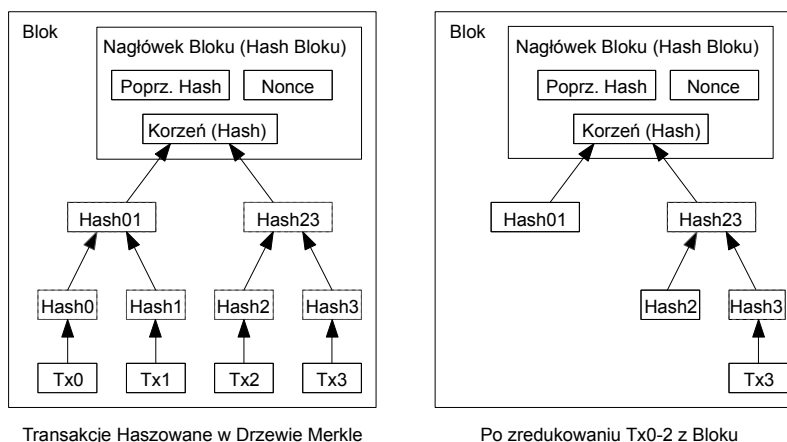 Blok
Nagłówek Bloku (Hash Bloku)
Poprz. Hash Nonce
Korzeń (Hash)
Hash01 Hash23
Hash0 Hash1 Hash2 Hash3
Tx0 Tx1 Tx2 Tx3
Transakcje Haszowane w Drzewie Merkle
Blok
Nagłówek Bloku (Hash Bloku)
Poprz. Hash Nonce
Korzeń (Hash)
Hash01 Hash23
Hash2 Hash3
Tx3
Po zredukowaniu Tx0-2 z Bloku